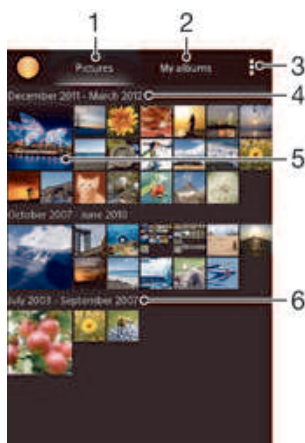 1
2
Pictures
My albums
3
December 2011 - March 2012
4
5
October 2007 - June 2010
July 2003 - September 2007
6